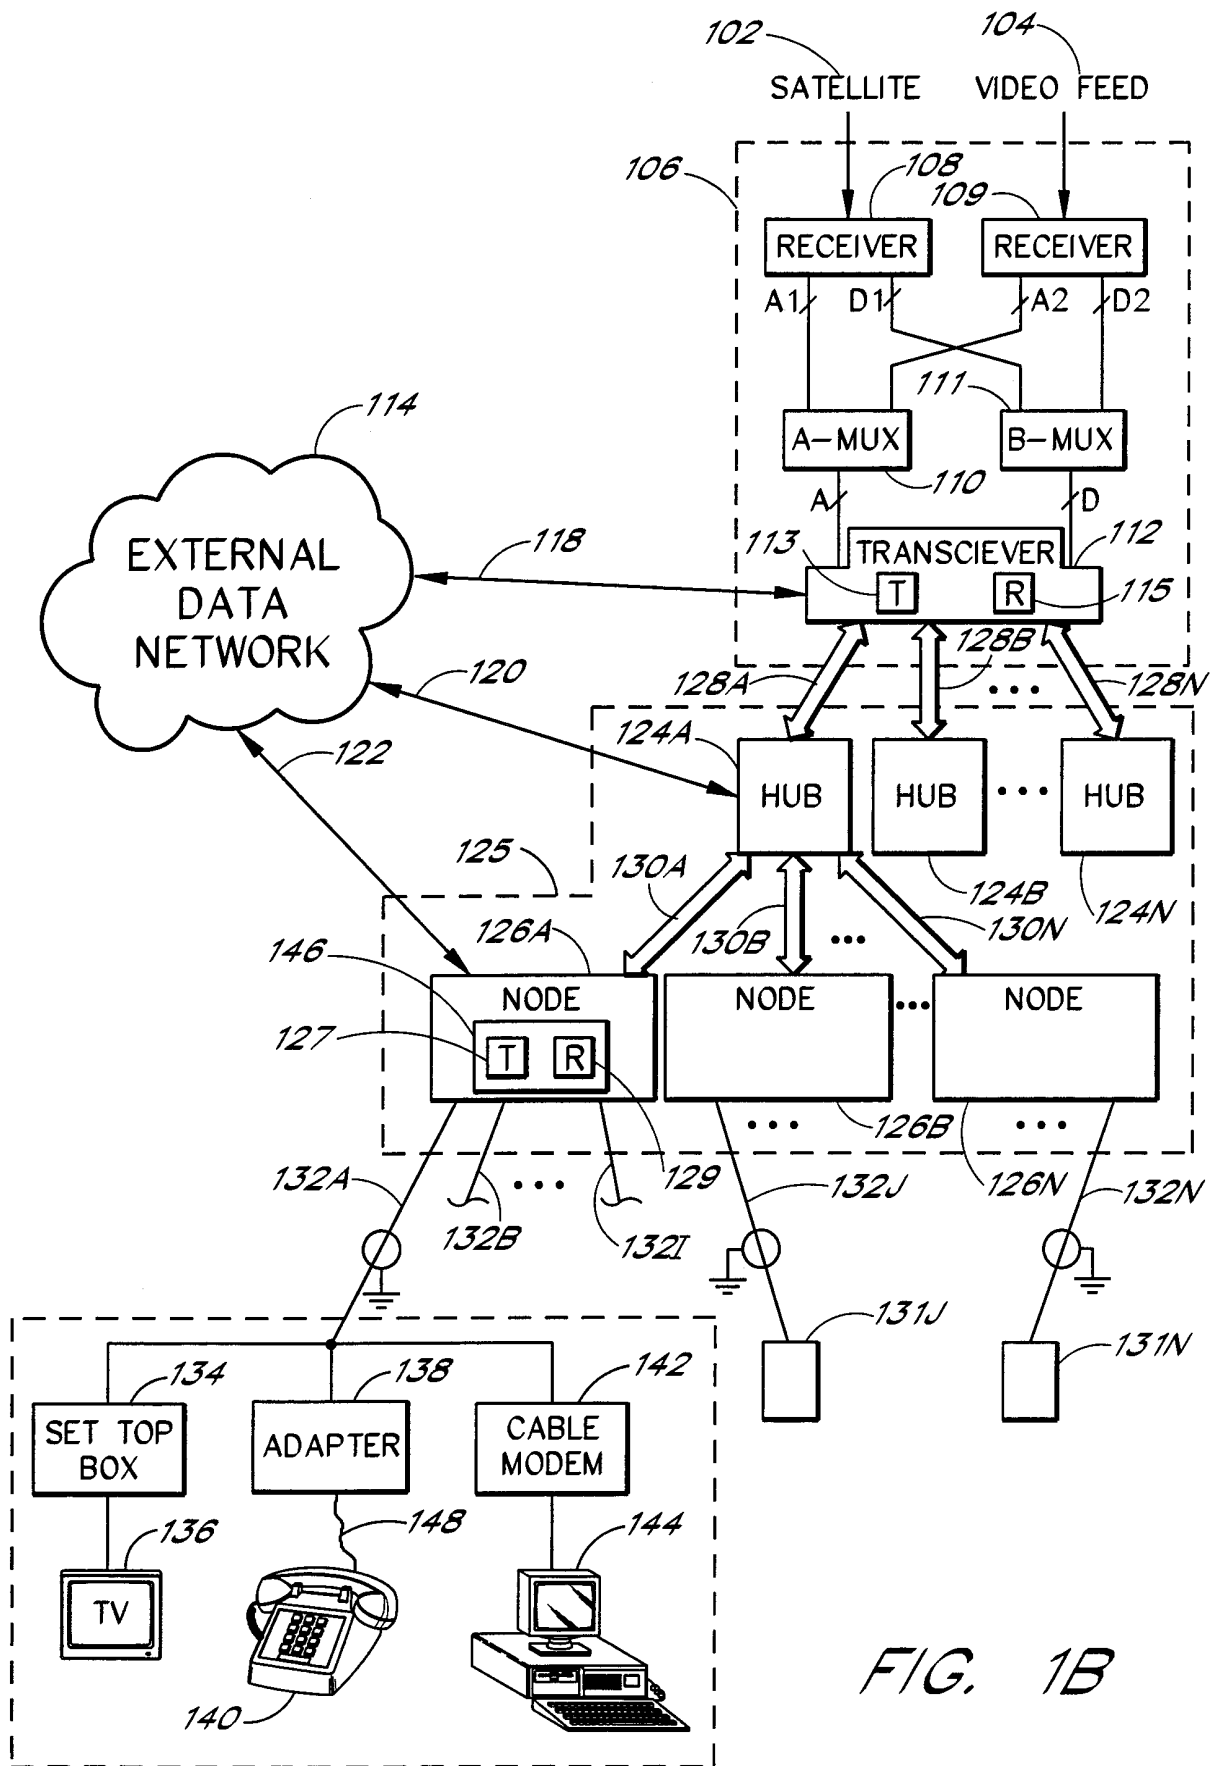 102
104
SATELLITE
VIDEO FEED
106
108
109
RECEIVER
RECEIVER
A1
D1
A2
D2
111
114
A-MUX
B-MUX
110
A
D
EXTERNAL
DATA
NETWORK
118
113
TRANSCIEVER
112
T
R
115
120
128A
128B
• • •
128N
122
124A
HUB
HUB
• • •
HUB
125
130A
124B
124N
130B
•••
130N
126A
146
NODE
NODE
•••
NODE
127
T
R
• • •
126B
• • •
132A
• • •
129
132J
126N
132N
132B
132I
131J
131N
134
138
142
SET TOP
BOX
ADAPTER
CABLE
MODEM
136
148
144
TV
140
FIG. 1B